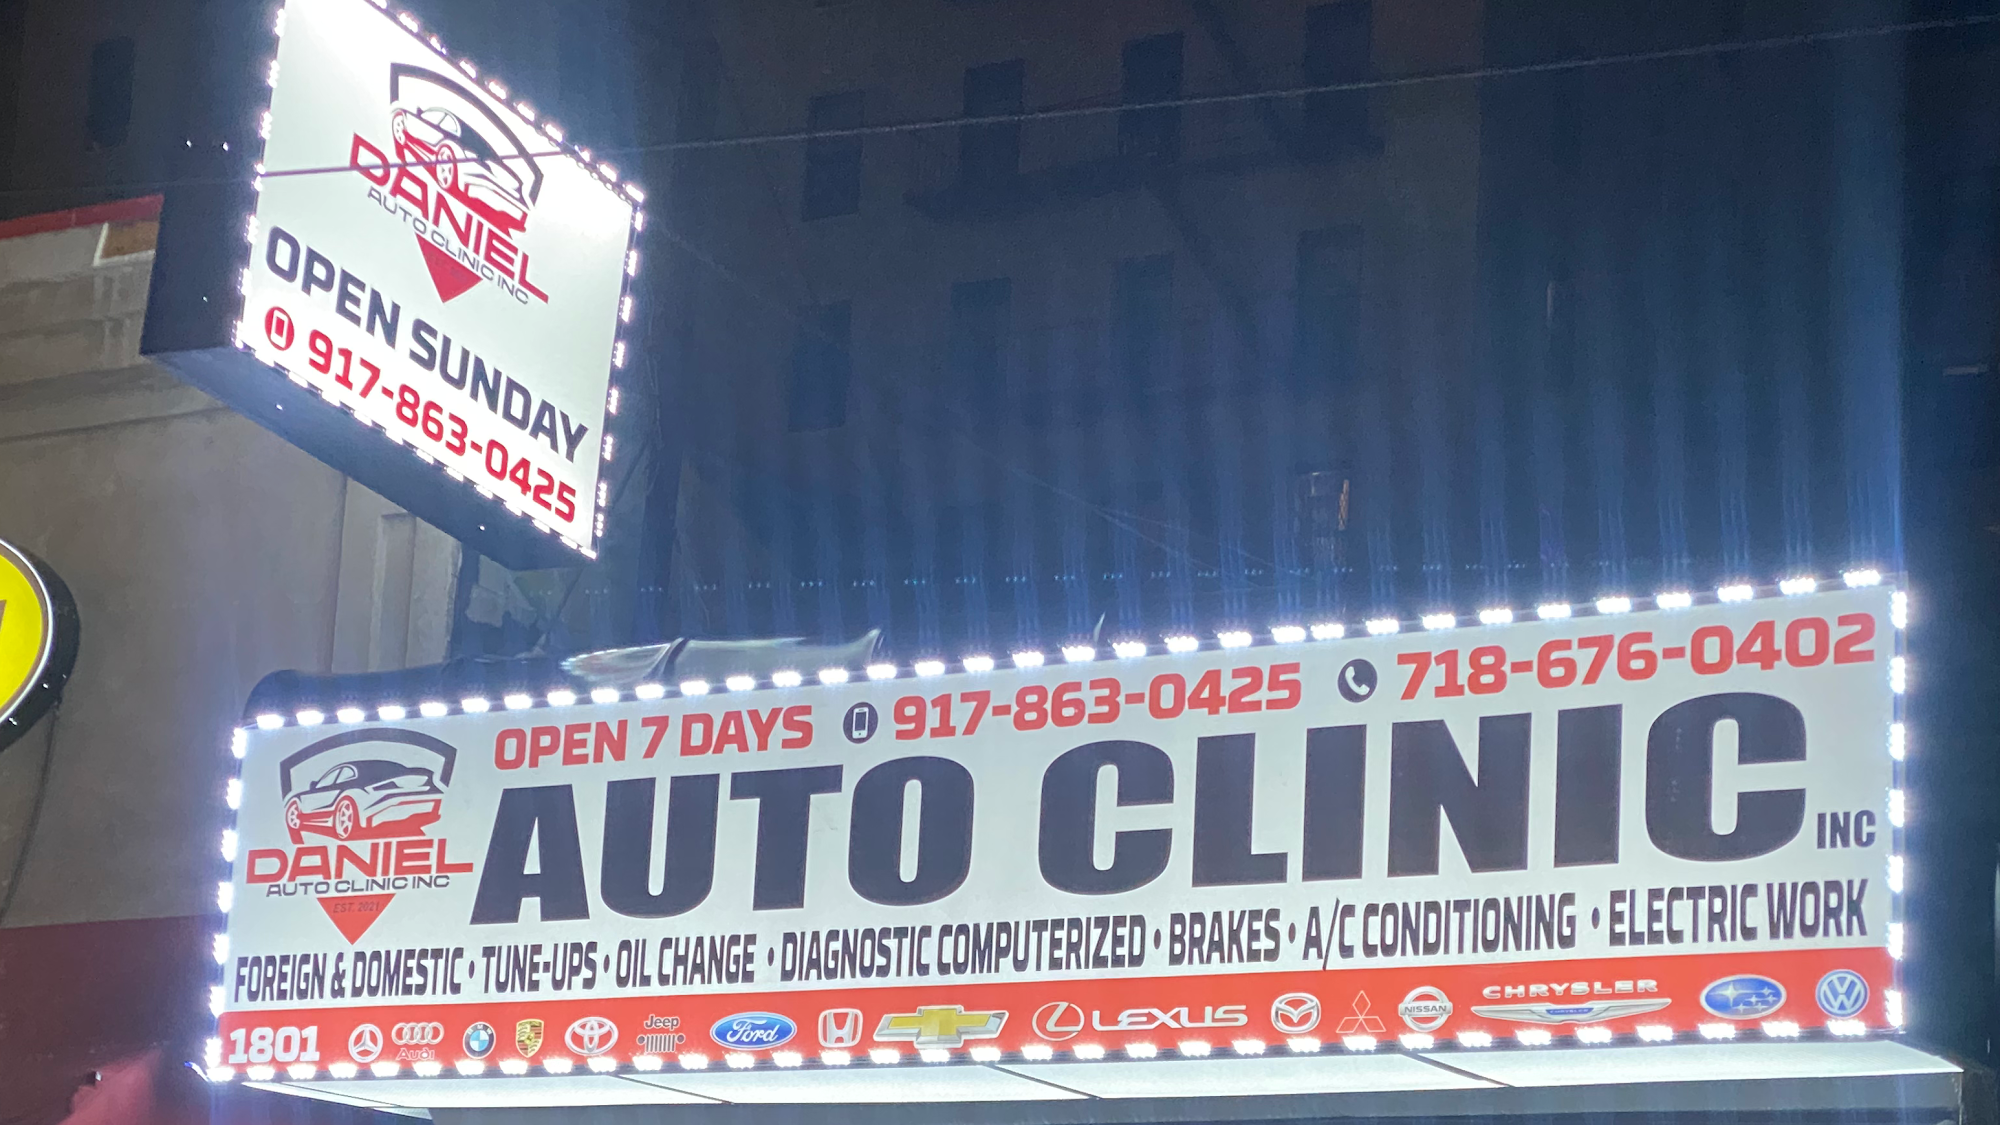 DANIEL
AUTO CLINIC INC
OPEN SUNDAY
917-863-0425
OPEN 7 DAYS 917-863-0425 718-676-0402
AUTO CLINIC INC
DANIEL
AUTO CLINIC INC
EST. 2021
FOREIGN & DOMESTIC • TUNE-UPS • OIL CHANGE • DIAGNOSTIC COMPUTERIZED • BRAKES • A/C CONDITIONING • ELECTRIC WORK
1801 Audi Jeep Ford LEXUS NISSAN CHRYSLER